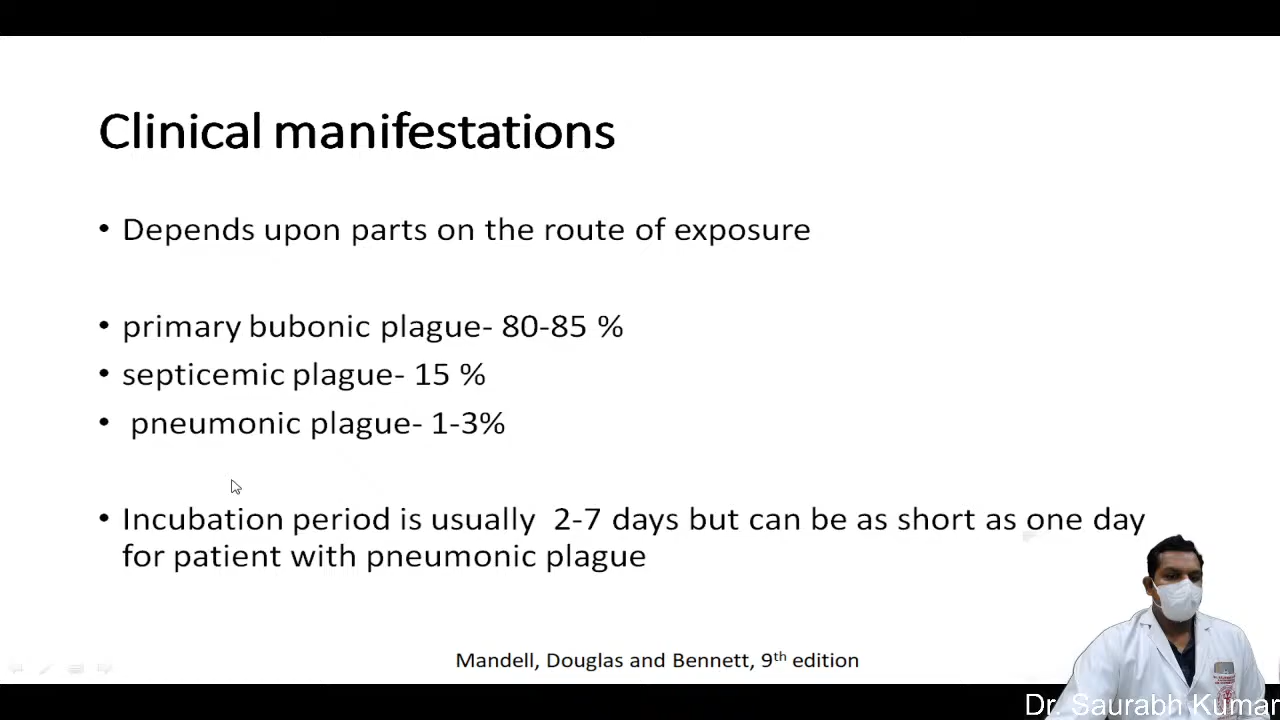 Clinical manifestations
• Depends upon parts on the route of exposure
• primary bubonic plague- 80-85 %
• septicemic plague- 15 %
• pneumonic plague- 1-3%
• Incubation period is usually 2-7 days but can be as short as one day
for patient with pneumonic plague
Mandell, Douglas and Bennett, 9th edition
Dr. Saurabh Kumar